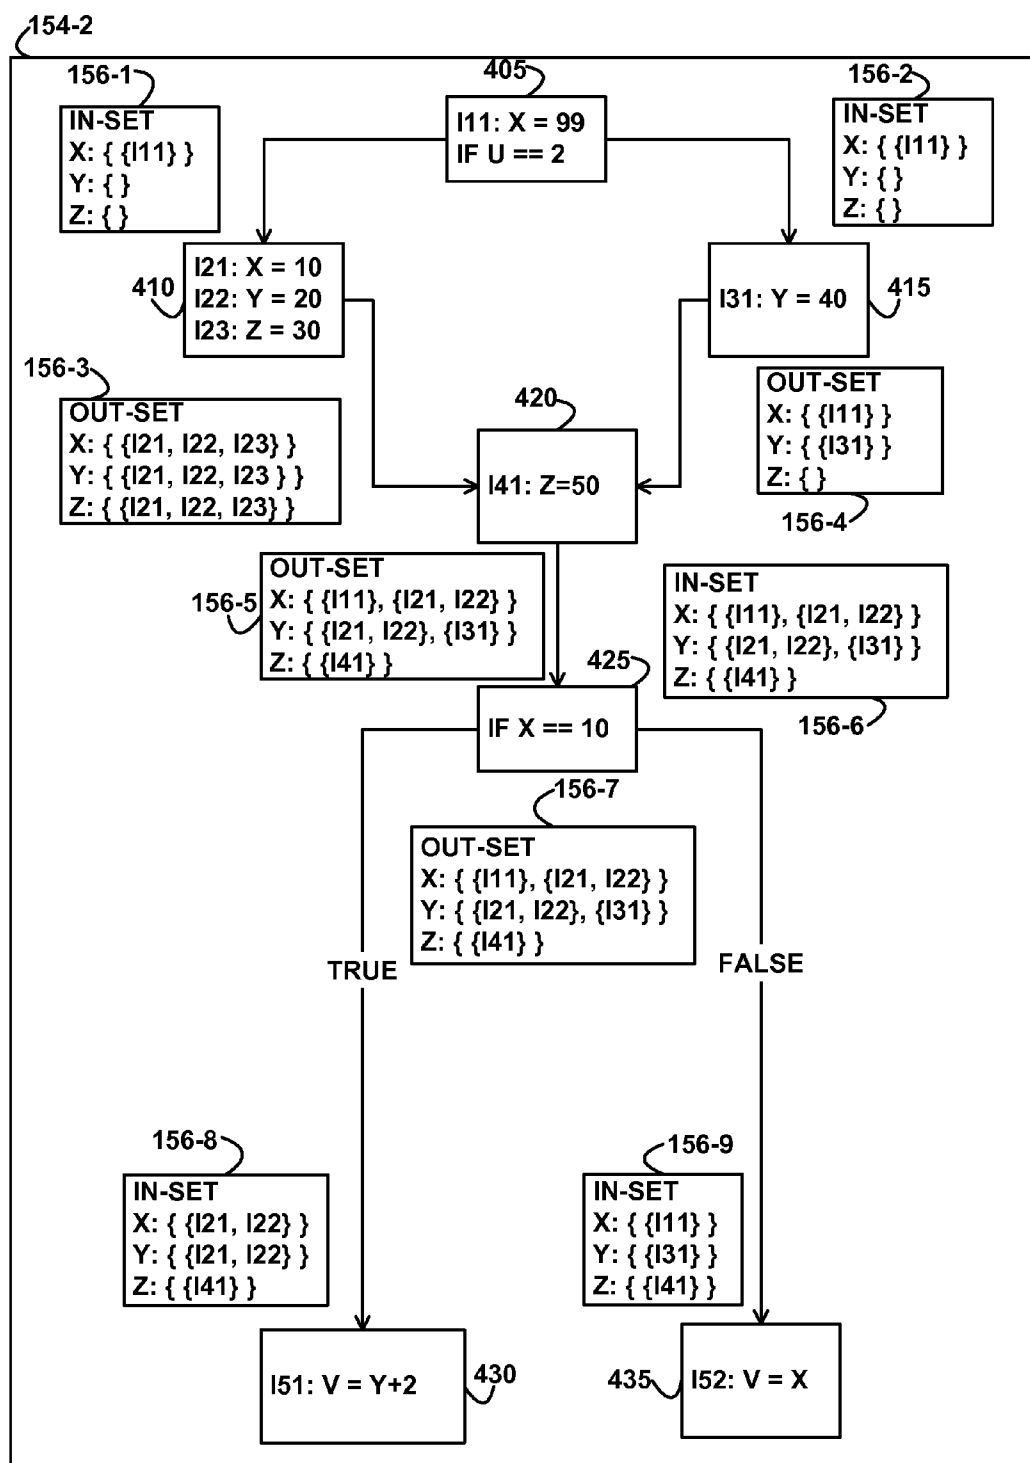 154-2
156-1
405
156-2
IN-SET
X: { {I11} }
Y: { }
Z: { }
I11: X = 99
IF U == 2
IN-SET
X: { {I11} }
Y: { }
Z: { }
410
I21: X = 10
I22: Y = 20
I23: Z = 30
I31: Y = 40
415
156-3
OUT-SET
X: { {I21, I22, I23} }
Y: { {I21, I22, I23 } }
Z: { {I21, I22, I23} }
420
I41: Z=50
OUT-SET
X: { {I11} }
Y: { {I31} }
Z: { }
156-4
156-5
OUT-SET
X: { {I11}, {I21, I22} }
Y: { {I21, I22}, {I31} }
Z: { {I41} }
IN-SET
X: { {I11}, {I21, I22} }
Y: { {I21, I22}, {I31} }
Z: { {I41} }
156-6
425
IF X == 10
156-7
OUT-SET
X: { {I11}, {I21, I22} }
Y: { {I21, I22}, {I31} }
Z: { {I41} }
TRUE
FALSE
156-8
IN-SET
X: { {I21, I22} }
Y: { {I21, I22} }
Z: { {I41} }
156-9
IN-SET
X: { {I11} }
Y: { {I31} }
Z: { {I41} }
I51: V = Y+2
430
435
I52: V = X